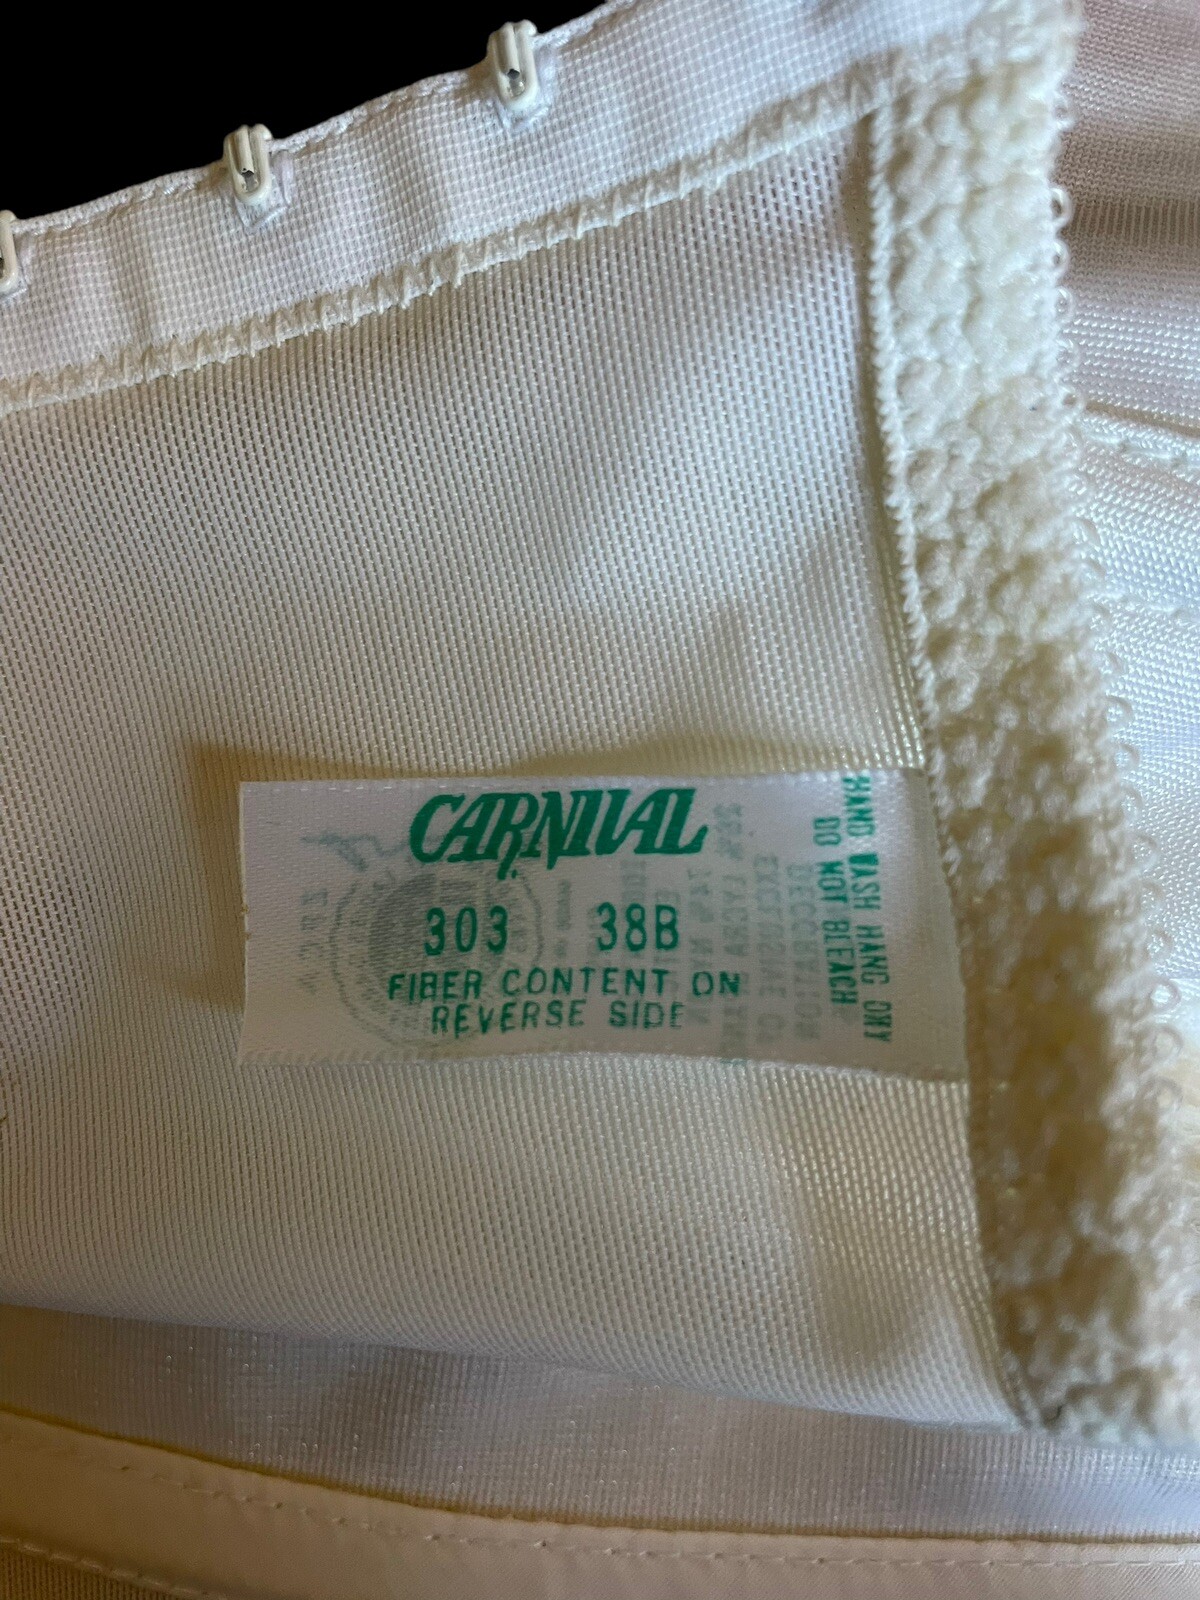 CARNIVAL
303 38B
FIBER CONTENT ON
REVERSE SIDE
HAND WASH HANG DRY
DO NOT BLEACH